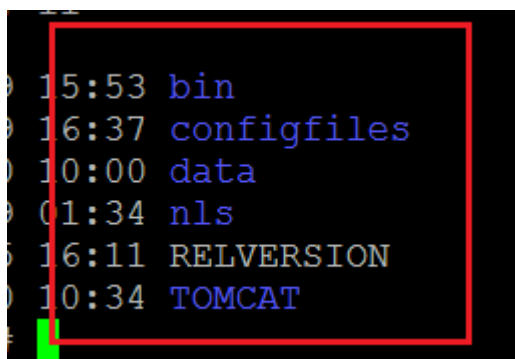 15:53 bin
16:37 configfiles
10:00 data
01:34 nls
16:11 RELVERSION
10:34 TOMCAT
#